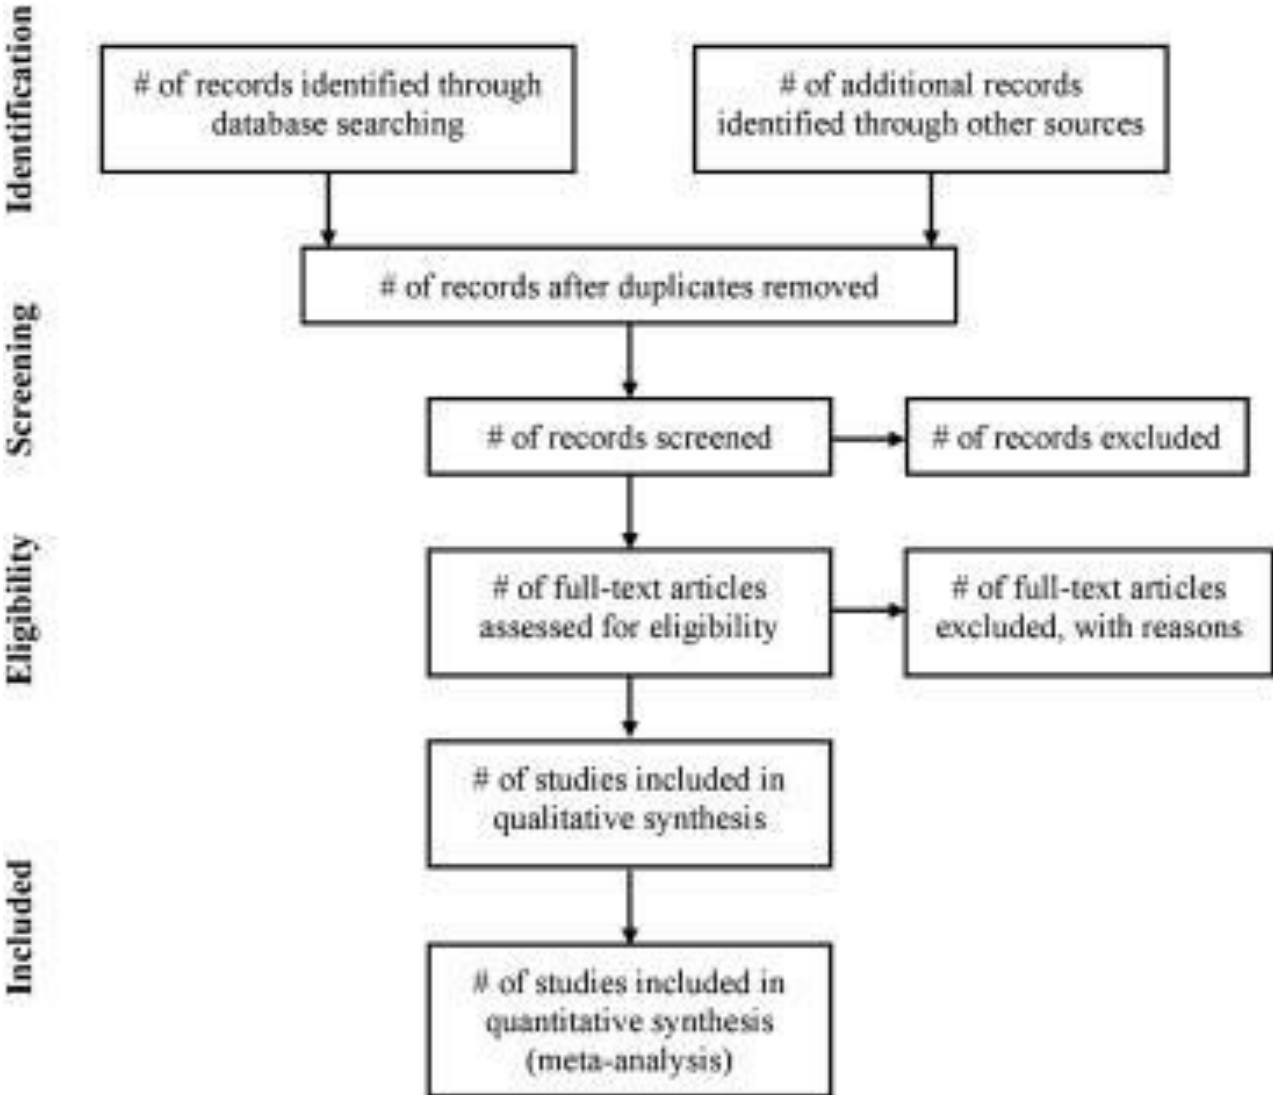 Identification
# of records identified through
database searching
# of additional records
identified through other sources
# of records after duplicates removed
Screening
# of records screened
# of records excluded
Eligibility
# of full-text articles
assessed for eligibility
# of full-text articles
excluded, with reasons
# of studies included in
qualitative synthesis
Included
# of studies included in
quantitative synthesis
(meta-analysis)